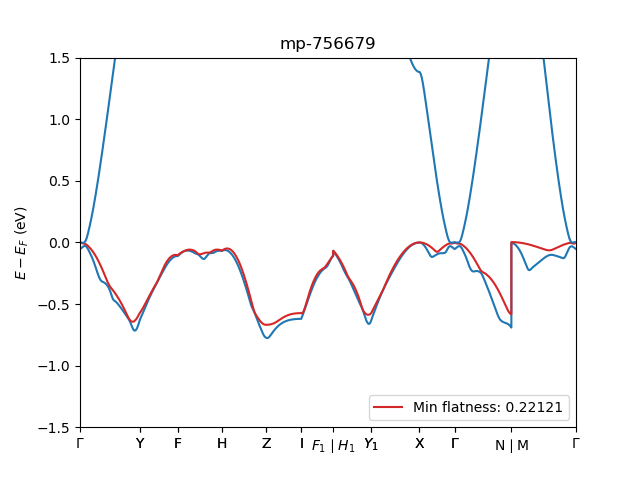 mp-756679
E − E_F (eV)
1.5
1.0
0.5
0.0
−0.5
−1.0
−1.5
Min flatness: 0.22121
Γ Y F H Z I F₁ | H₁ Y₁ X Γ N | M Γ